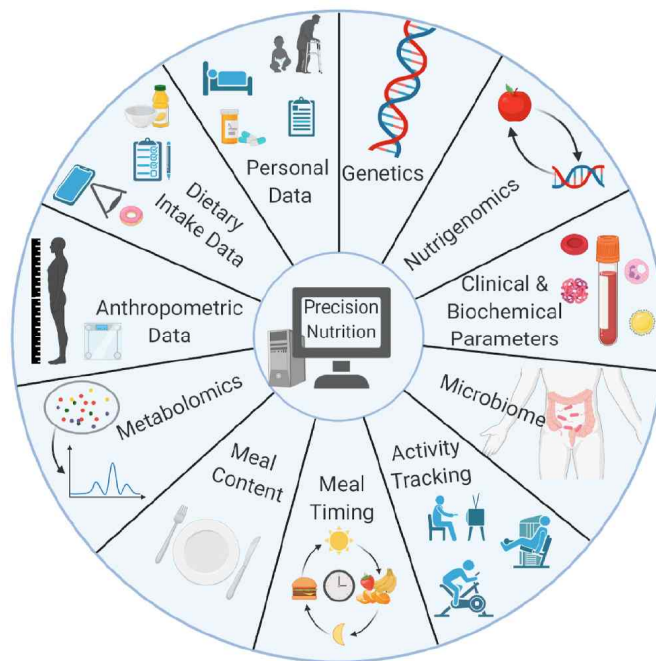 Precision
Nutrition
Genetics
Nutrigenomics
Clinical &
Biochemical
Parameters
Microbiome
Activity
Tracking
Meal
Timing
Meal
Content
Metabolomics
Anthropometric
Data
Dietary
Intake Data
Personal
Data